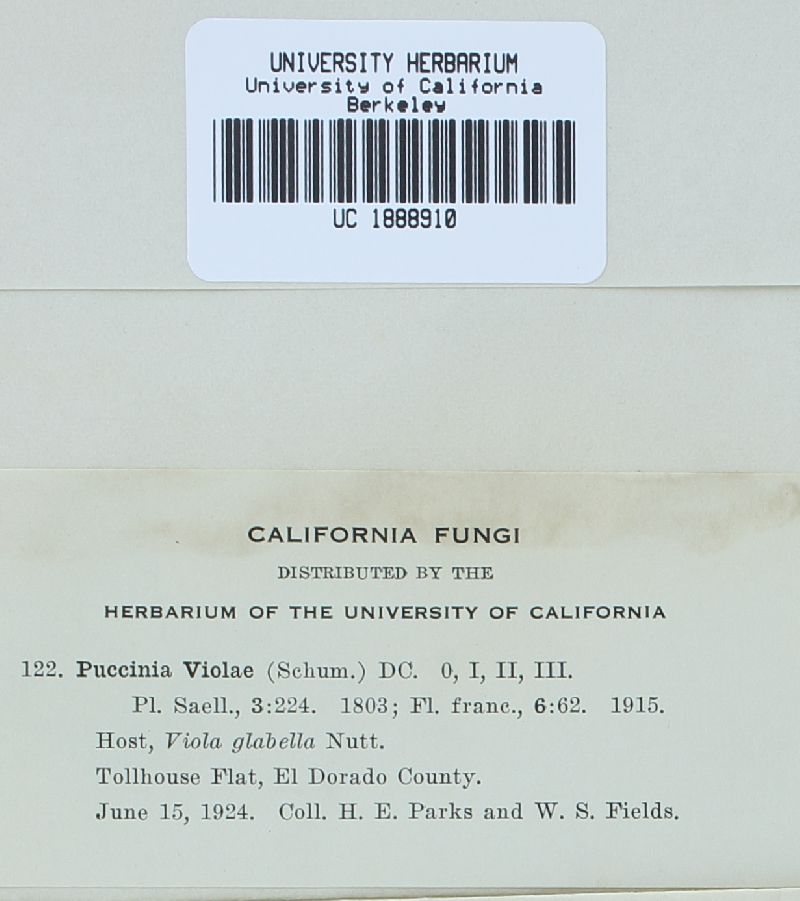 UNIVERSITY HERBARIUM
University of California
Berkeley
UC 1888910
CALIFORNIA FUNGI
DISTRIBUTED BY THE
HERBARIUM OF THE UNIVERSITY OF CALIFORNIA
122. Puccinia Violae (Schum.) DC. 0, I, II, III.
Pl. Saell., 3:224. 1803; Fl. franc., 6:62. 1915.
Host, Viola glabella Nutt.
Tollhouse Flat, El Dorado County.
June 15, 1924. Coll. H. E. Parks and W. S. Fields.